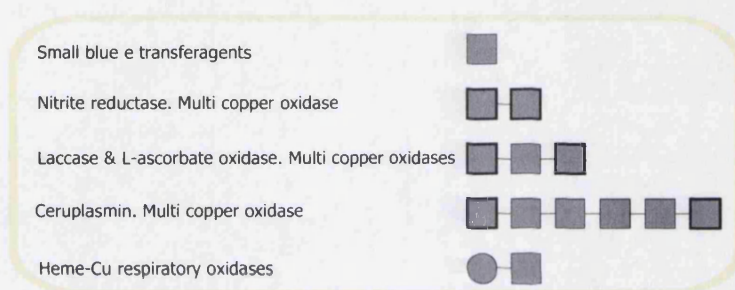 Small blue e transferagents
Nitrite reductase. Multi copper oxidase
Laccase & L-ascorbate oxidase. Multi copper oxidases
Ceruplasmin. Multi copper oxidase
Heme-Cu respiratory oxidases